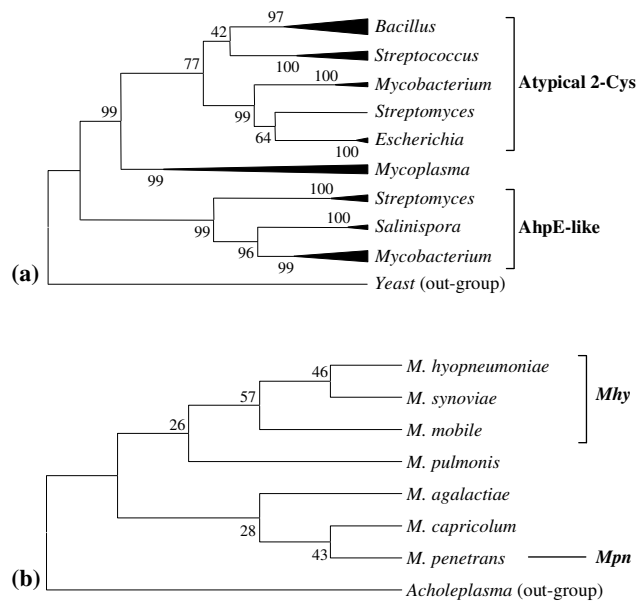 97
42
Bacillus
Streptococcus
100
77
100
Mycobacterium
Atypical 2-Cys
99
99
Streptomyces
64
Escherichia
100
Mycoplasma
99
100
Streptomyces
99
100
Salinispora
AhpE-like
96
99
Mycobacterium
(a)
Yeast (out-group)
46
M. hyopneumoniae
57
M. synoviae
Mhy
26
M. mobile
M. pulmonis
M. agalactiae
28
M. capricolum
43
M. penetrans
Mpn
(b)
Acholeplasma (out-group)